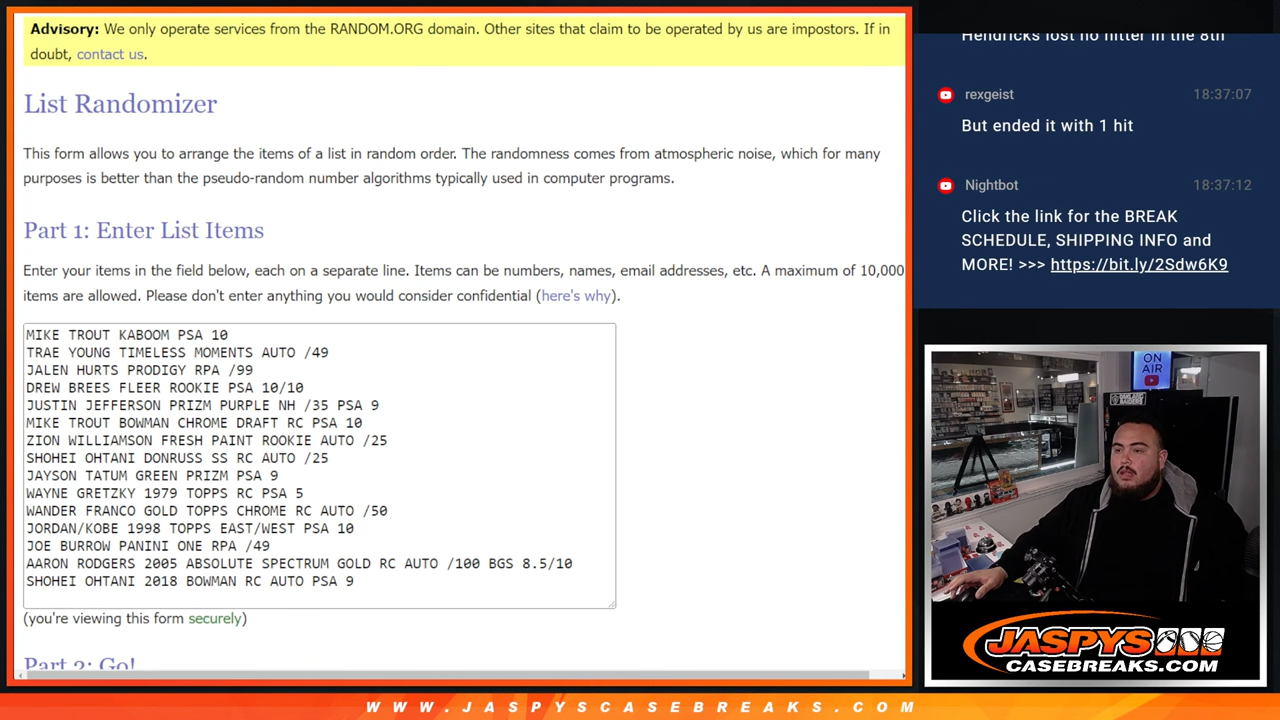 Advisory: We only operate services from the RANDOM.ORG domain. Other sites that claim to be operated by us are impostors. If in
doubt, contact us.
List Randomizer
This form allows you to arrange the items of a list in random order. The randomness comes from atmospheric noise, which for many
purposes is better than the pseudo-random number algorithms typically used in computer programs.
Part 1: Enter List Items
Enter your items in the field below, each on a separate line. Items can be numbers, names, email addresses, etc. A maximum of 10,000
items are allowed. Please don't enter anything you would consider confidential (here's why).
MIKE TROUT KABOOM PSA 10
TRAE YOUNG TIMELESS MOMENTS AUTO /49
JALEN HURTS PRODIGY RPA /99
DREW BREES FLEER ROOKIE PSA 10/10
JUSTIN JEFFERSON PRIZM PURPLE NH /35 PSA 9
MIKE TROUT BOWMAN CHROME DRAFT RC PSA 10
ZION WILLIAMSON FRESH PAINT ROOKIE AUTO /25
SHOHEI OHTANI DONRUSS SS RC AUTO /25
JAYSON TATUM GREEN PRIZM PSA 9
WAYNE GRETZKY 1979 TOPPS RC PSA 5
WANDER FRANCO GOLD TOPPS CHROME RC AUTO /50
JORDAN/KOBE 1998 TOPPS EAST/WEST PSA 10
JOE BURROW PANINI ONE RPA /49
AARON RODGERS 2005 ABSOLUTE SPECTRUM GOLD RC AUTO /100 BGS 8.5/10
SHOHEI OHTANI 2018 BOWMAN RC AUTO PSA 9
(you're viewing this form securely)
Part 2: Go!
Hendricks lost no hitter in the 8th
rexgeist 18:37:07
But ended it with 1 hit
Nightbot 18:37:12
Click the link for the BREAK
SCHEDULE, SHIPPING INFO and
MORE! >>> https://bit.ly/2Sdw6K9
ON
AIR
JASPYS
CASEBREAKS.COM
WWW.JASPYSCASEBREAKS.COM